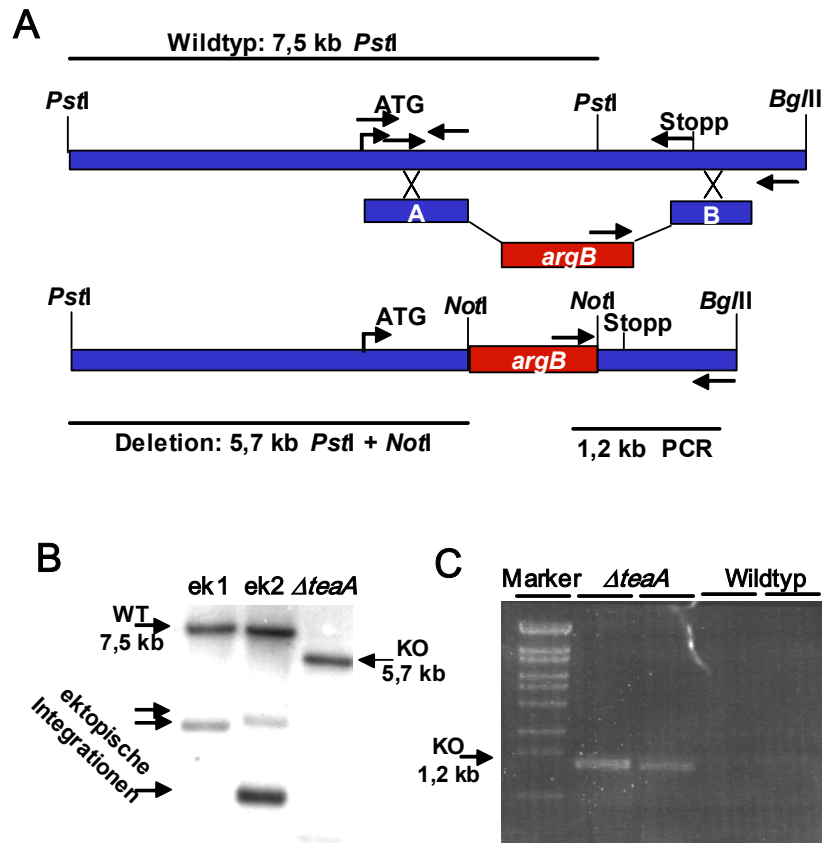 A
Wildtyp: 7,5 kb PstI
PstI
ATG
PstI
Stopp
BglII
A
B
argB
PstI
ATG
NotI
NotI
Stopp
BglII
argB
Deletion: 5,7 kb PstI + NotI
1,2 kb PCR
B
ek1 ek2 ΔteaA
WT
7,5 kb
KO
5,7 kb
ektopische
Integrationen
C
Marker ΔteaA Wildtyp
KO
1,2 kb